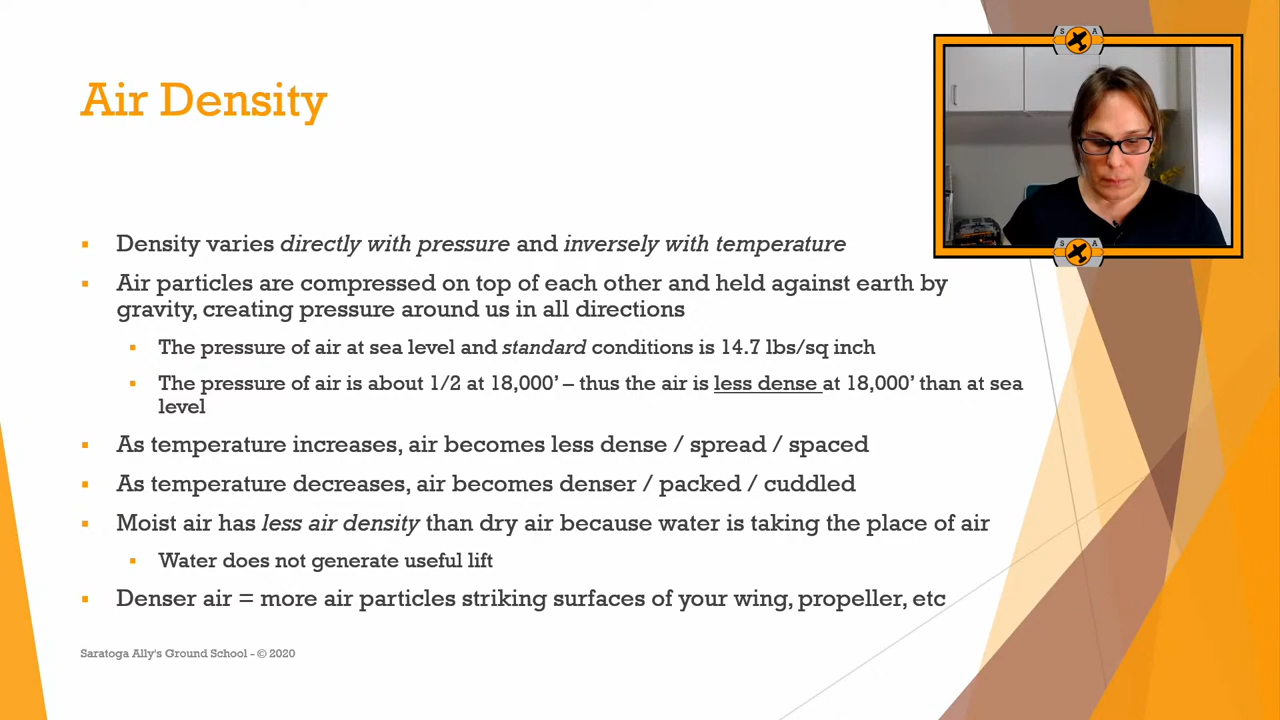 Air Density
S A
Density varies directly with pressure and inversely with temperature
Air particles are compressed on top of each other and held against earth by
gravity, creating pressure around us in all directions
The pressure of air at sea level and standard conditions is 14.7 lbs/sq inch
The pressure of air is about 1/2 at 18,000’ – thus the air is less dense at 18,000’ than at sea
level
As temperature increases, air becomes less dense / spread / spaced
As temperature decreases, air becomes denser / packed / cuddled
Moist air has less air density than dry air because water is taking the place of air
Water does not generate useful lift
Denser air = more air particles striking surfaces of your wing, propeller, etc
Saratoga Ally's Ground School - © 2020
S A